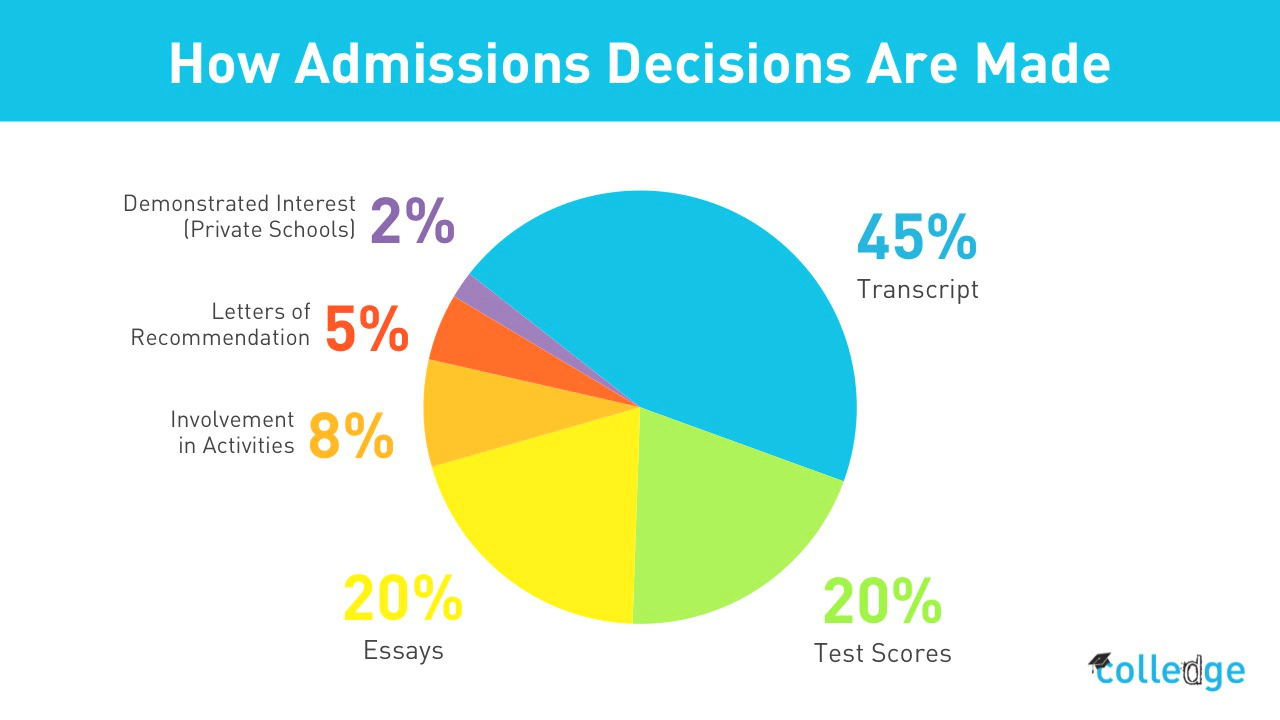 How Admissions Decisions Are Made
Demonstrated Interest
(Private Schools)
2%
45%
Transcript
Letters of
Recommendation
5%
Involvement
in Activities
8%
20%
Essays
20%
Test Scores
colledge